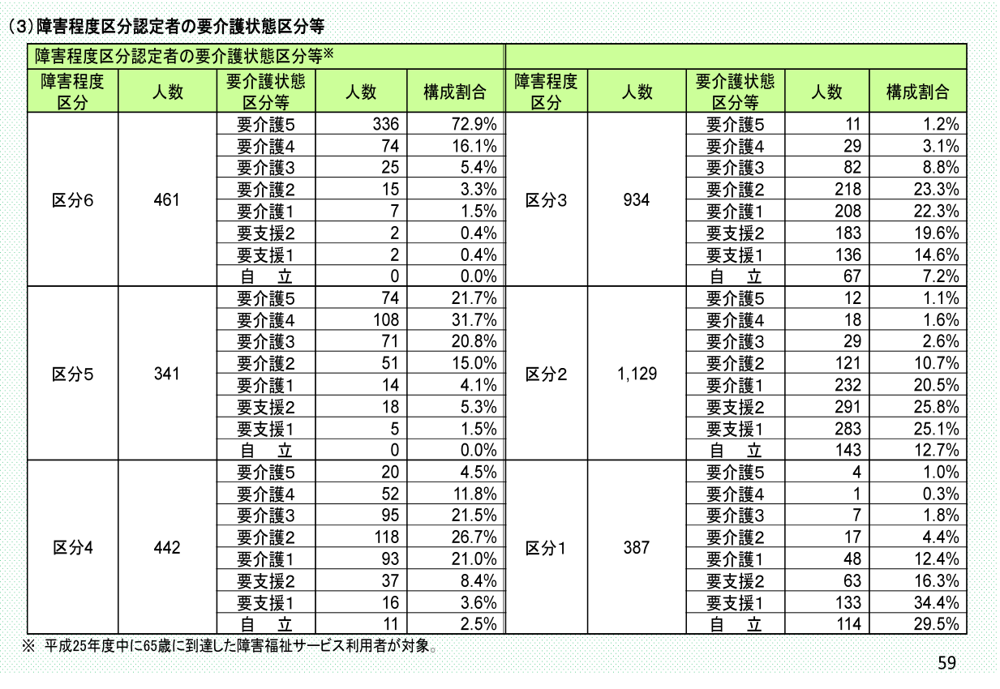 （3）障害程度区分認定者の要介護状態区分等
障害程度区分認定者の要介護状態区分等※
障害程度区分 人数 要介護状態区分等 人数 構成割合 障害程度区分 人数 要介護状態区分等 人数 構成割合
要介護5 336 72.9% 要介護5 11 1.2%
要介護4 74 16.1% 要介護4 29 3.1%
要介護3 25 5.4% 要介護3 82 8.8%
区分6 461 要介護2 15 3.3% 区分3 934 要介護2 218 23.3%
要介護1 7 1.5% 要介護1 208 22.3%
要支援2 2 0.4% 要支援2 183 19.6%
要支援1 2 0.4% 要支援1 136 14.6%
自　立 0 0.0% 自　立 67 7.2%
要介護5 74 21.7% 要介護5 12 1.1%
要介護4 108 31.7% 要介護4 18 1.6%
要介護3 71 20.8% 要介護3 29 2.6%
区分5 341 要介護2 51 15.0% 区分2 1,129 要介護2 121 10.7%
要介護1 14 4.1% 要介護1 232 20.5%
要支援2 18 5.3% 要支援2 291 25.8%
要支援1 5 1.5% 要支援1 283 25.1%
自　立 0 0.0% 自　立 143 12.7%
要介護5 20 4.5% 要介護5 4 1.0%
要介護4 52 11.8% 要介護4 1 0.3%
要介護3 95 21.5% 要介護3 7 1.8%
区分4 442 要介護2 118 26.7% 区分1 387 要介護2 17 4.4%
要介護1 93 21.0% 要介護1 48 12.4%
要支援2 37 8.4% 要支援2 63 16.3%
要支援1 16 3.6% 要支援1 133 34.4%
自　立 11 2.5% 自　立 114 29.5%
※ 平成25年度中に65歳に到達した障害福祉サービス利用者が対象。
59